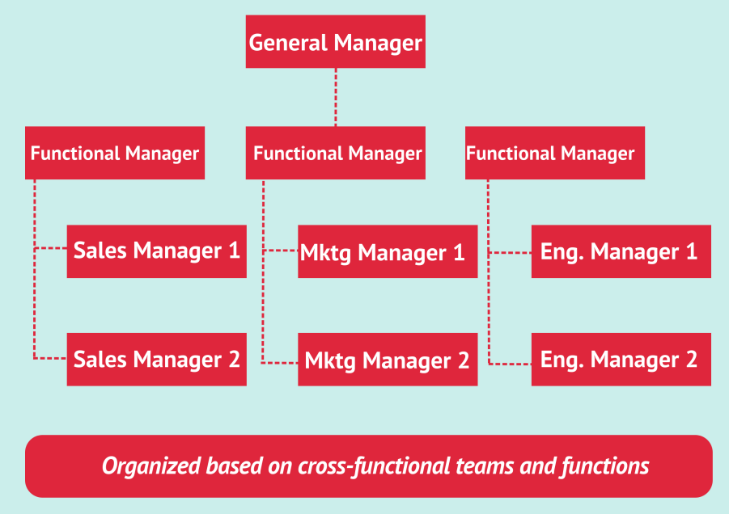 General Manager
Functional Manager
Functional Manager
Functional Manager
Sales Manager 1
Mktg Manager 1
Eng. Manager 1
Sales Manager 2
Mktg Manager 2
Eng. Manager 2
Organized based on cross-functional teams and functions